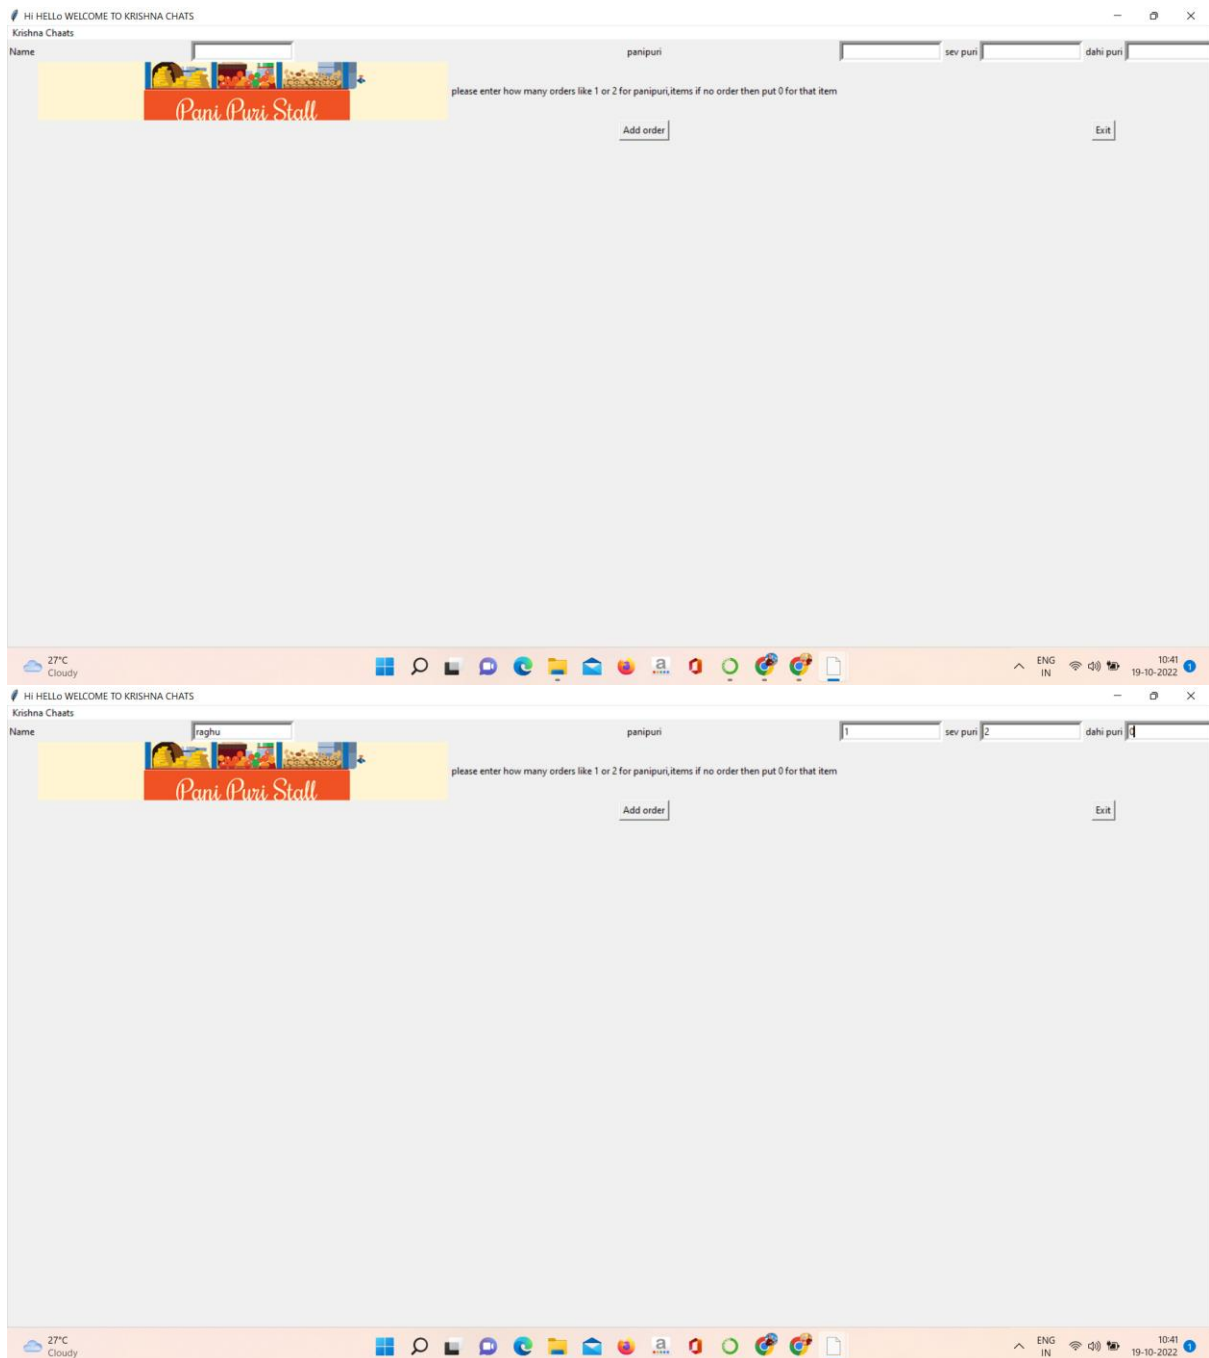 Hi HELLo WELCOME TO KRISHNA CHATS
Krishna Chaats
Name panipuri sev puri dahi puri
Pani Puri Stall
please enter how many orders like 1 or 2 for panipuri,items if no order then put 0 for that item
Add order Exit
27°C
Cloudy
a
ENG
IN
10:41
19-10-2022
1
Hi HELLo WELCOME TO KRISHNA CHATS
Krishna Chaats
Name raghu panipuri 1 sev puri 2 dahi puri 0
Pani Puri Stall
please enter how many orders like 1 or 2 for panipuri,items if no order then put 0 for that item
Add order Exit
27°C
Cloudy
a
ENG
IN
10:41
19-10-2022
1